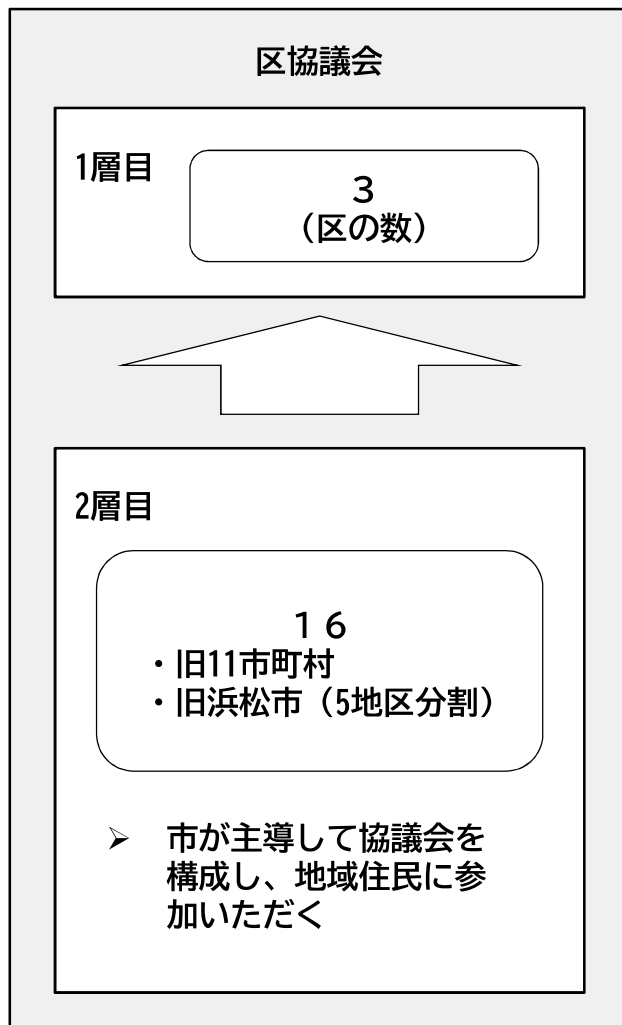 区協議会
1層目
3
(区の数)
2層目
16
・旧11市町村
・旧浜松市(5地区分割)
➢ 市が主導して協議会を
構成し、地域住民に参
加いただく